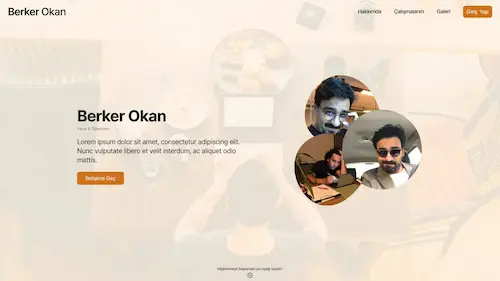 Berker Okan
Hakkımda
Çalışmalarım
Galeri
Giriş Yap
Berker Okan
Yazar & Öğretmen
Lorem ipsum dolor sit amet, consectetur adipiscing elit.
Nunc vulputate libero et velit interdum, ac aliquet odio
mattis.
İletişime Geç